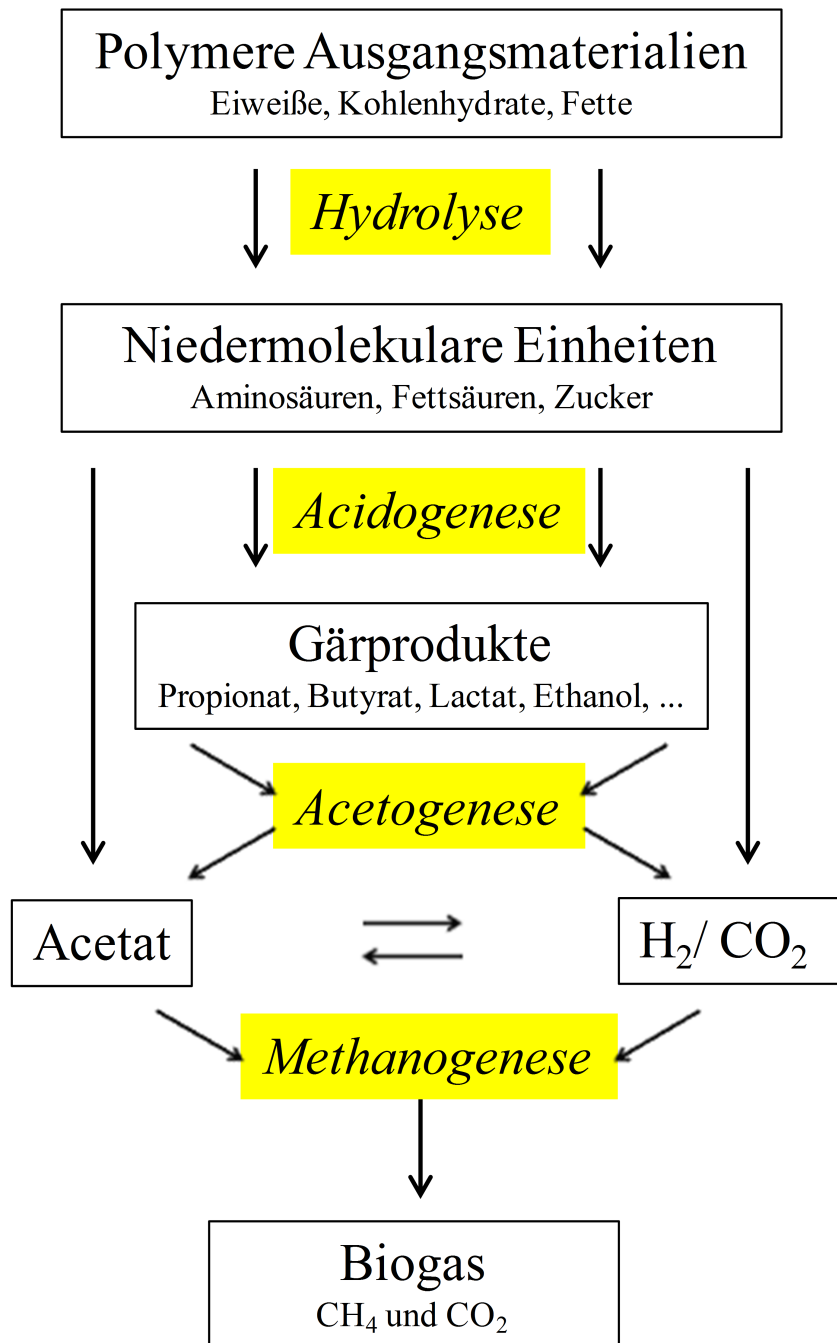 Polymere Ausgangsmaterialien
Eiweiße, Kohlenhydrate, Fette
Hydrolyse
Niedermolekulare Einheiten
Aminosäuren, Fettsäuren, Zucker
Acidogenese
Gärprodukte
Propionat, Butyrat, Lactat, Ethanol, ...
Acetogenese
Acetat
H₂/ CO₂
Methanogenese
Biogas
CH₄ und CO₂